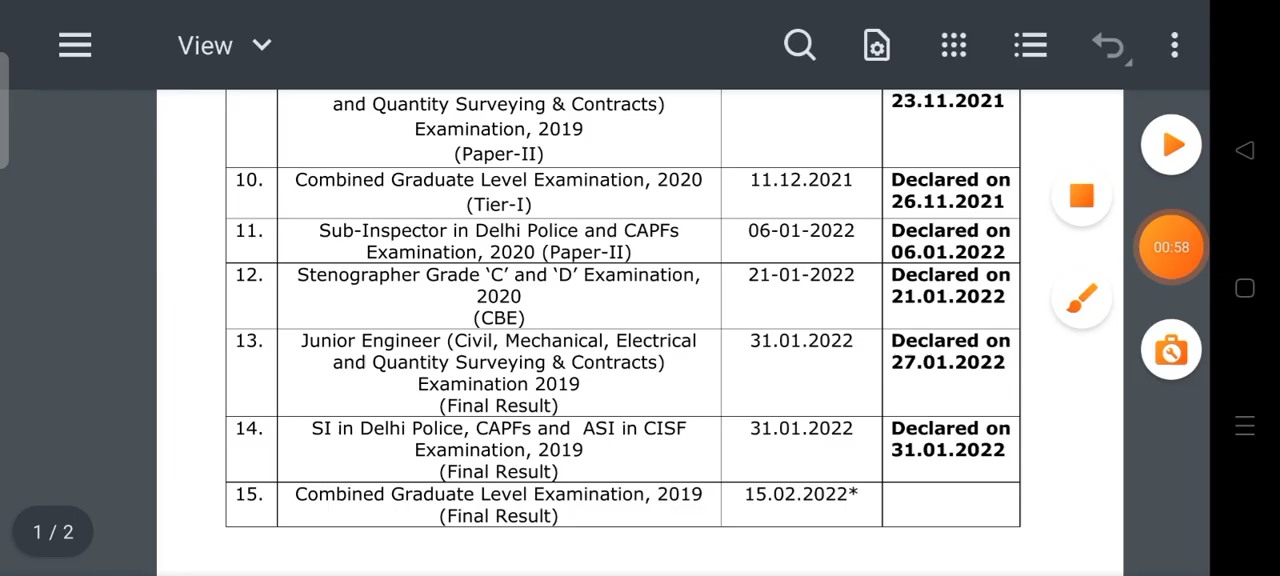 View
and Quantity Surveying & Contracts)
Examination, 2019
(Paper-II)
23.11.2021
10.
Combined Graduate Level Examination, 2020
(Tier-I)
11.12.2021
Declared on
26.11.2021
11.
Sub-Inspector in Delhi Police and CAPFs
Examination, 2020 (Paper-II)
06-01-2022
Declared on
06.01.2022
12.
Stenographer Grade ‘C’ and ‘D’ Examination,
2020
(CBE)
21-01-2022
Declared on
21.01.2022
13.
Junior Engineer (Civil, Mechanical, Electrical
and Quantity Surveying & Contracts)
Examination 2019
(Final Result)
31.01.2022
Declared on
27.01.2022
14.
SI in Delhi Police, CAPFs and ASI in CISF
Examination, 2019
(Final Result)
31.01.2022
Declared on
31.01.2022
15.
Combined Graduate Level Examination, 2019
(Final Result)
15.02.2022*
1 / 2
00:58